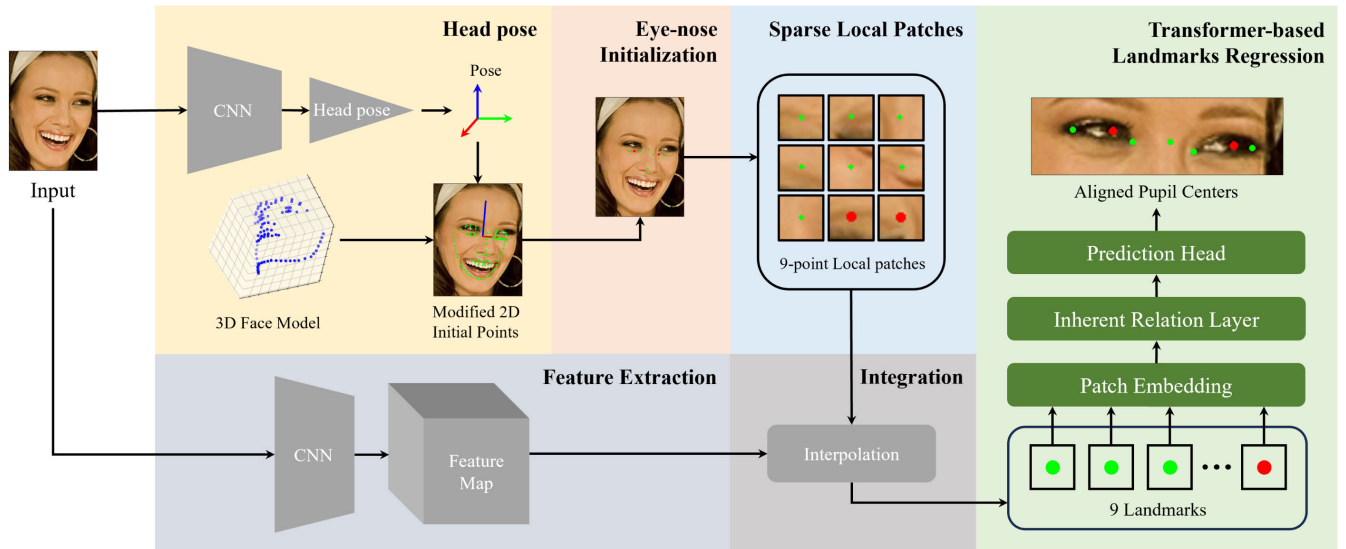 Head pose
Eye-nose
Initialization
Sparse Local Patches
Transformer-based
Landmarks Regression
Input
CNN
Head pose
Pose
3D Face Model
Modified 2D
Initial Points
9-point Local patches
Aligned Pupil Centers
Prediction Head
Inherent Relation Layer
Patch Embedding
9 Landmarks
Feature Extraction
CNN
Feature
Map
Integration
Interpolation